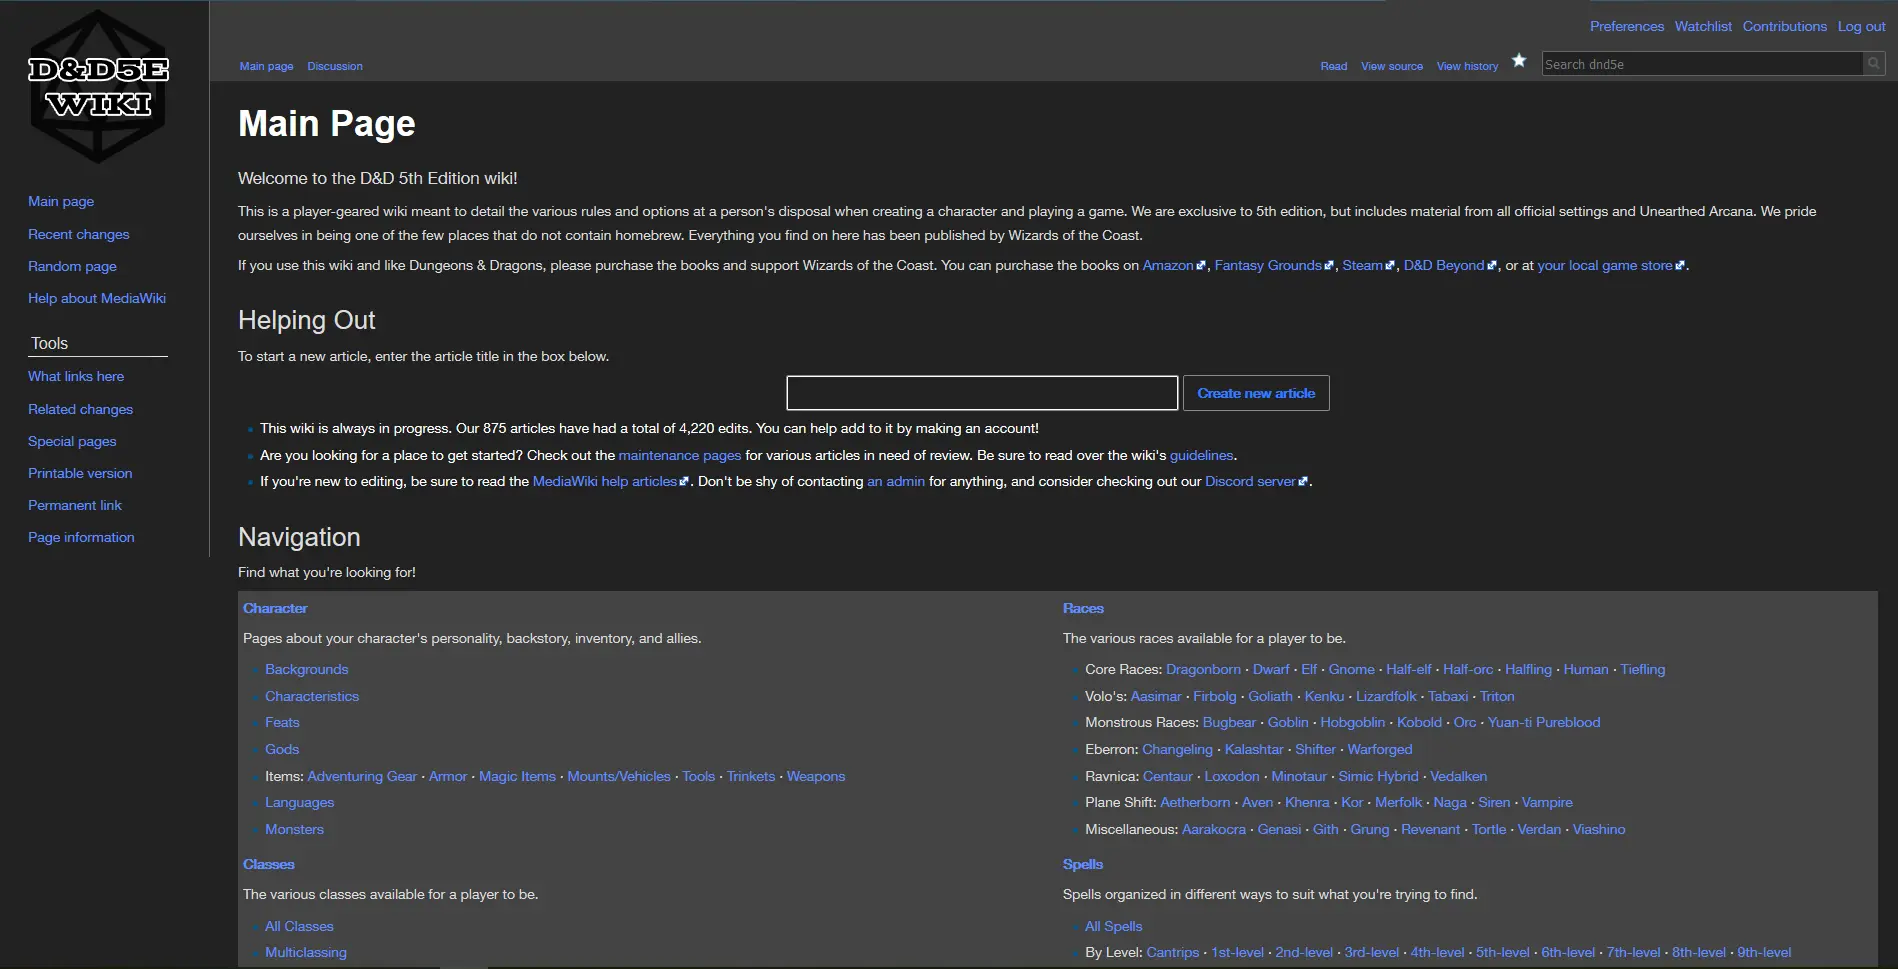 D&D5E
WIKI
Preferences Watchlist Contributions Log out
Main page Discussion
Read View source View history
Search dnd5e
Main page
Recent changes
Random page
Help about MediaWiki
Tools
What links here
Related changes
Special pages
Printable version
Permanent link
Page information
Main Page
Welcome to the D&D 5th Edition wiki!
This is a player-geared wiki meant to detail the various rules and options at a person's disposal when creating a character and playing a game. We are exclusive to 5th edition, but includes material from all official settings and Unearthed Arcana. We pride
ourselves in being one of the few places that do not contain homebrew. Everything you find on here has been published by Wizards of the Coast.
If you use this wiki and like Dungeons & Dragons, please purchase the books and support Wizards of the Coast. You can purchase the books on Amazon, Fantasy Grounds, Steam, D&D Beyond, or at your local game store.
Helping Out
To start a new article, enter the article title in the box below.
Create new article
This wiki is always in progress. Our 875 articles have had a total of 4,220 edits. You can help add to it by making an account!
Are you looking for a place to get started? Check out the maintenance pages for various articles in need of review. Be sure to read over the wiki's guidelines.
If you're new to editing, be sure to read the MediaWiki help articles. Don't be shy of contacting an admin for anything, and consider checking out our Discord server.
Navigation
Find what you're looking for!
Character
Pages about your character's personality, backstory, inventory, and allies.
Backgrounds
Characteristics
Feats
Gods
Items: Adventuring Gear · Armor · Magic Items · Mounts/Vehicles · Tools · Trinkets · Weapons
Languages
Monsters
Races
The various races available for a player to be.
Core Races: Dragonborn · Dwarf · Elf · Gnome · Half-elf · Half-orc · Halfling · Human · Tiefling
Volo's: Aasimar · Firbolg · Goliath · Kenku · Lizardfolk · Tabaxi · Triton
Monstrous Races: Bugbear · Goblin · Hobgoblin · Kobold · Orc · Yuan-ti Pureblood
Eberron: Changeling · Kalashtar · Shifter · Warforged
Ravnica: Centaur · Loxodon · Minotaur · Simic Hybrid · Vedalken
Plane Shift: Aetherborn · Aven · Khenra · Kor · Merfolk · Naga · Siren · Vampire
Miscellaneous: Aarakocra · Genasi · Gith · Grung · Revenant · Tortle · Verdan · Viashino
Classes
The various classes available for a player to be.
All Classes
Multiclassing
Spells
Spells organized in different ways to suit what you're trying to find.
All Spells
By Level: Cantrips · 1st-level · 2nd-level · 3rd-level · 4th-level · 5th-level · 6th-level · 7th-level · 8th-level · 9th-level